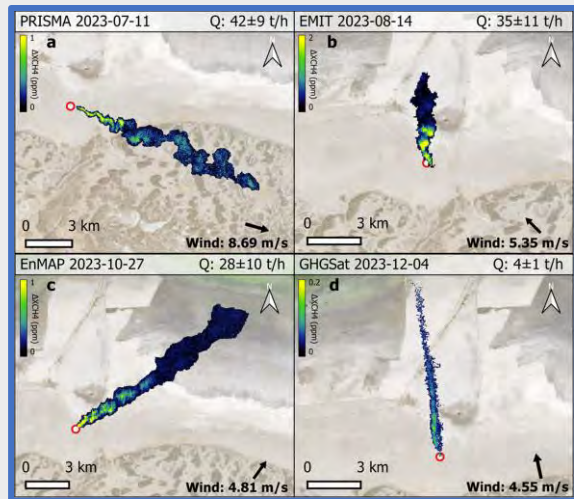 PRISMA 2023-07-11 Q: 42±9 t/h
a
N
1
ΔXCH4 (ppm)
0
0 3 km
Wind: 8.69 m/s
EMIT 2023-08-14 Q: 35±11 t/h
b
N
1
ΔXCH4 (ppm)
0
0 3 km
Wind: 5.35 m/s
EnMAP 2023-10-27 Q: 28±10 t/h
c
N
1
ΔXCH4 (ppm)
0
0 3 km
Wind: 4.81 m/s
GHGSat 2023-12-04 Q: 4±1 t/h
d
N
0.2
ΔXCH4 (ppm)
0
0 3 km
Wind: 4.55 m/s